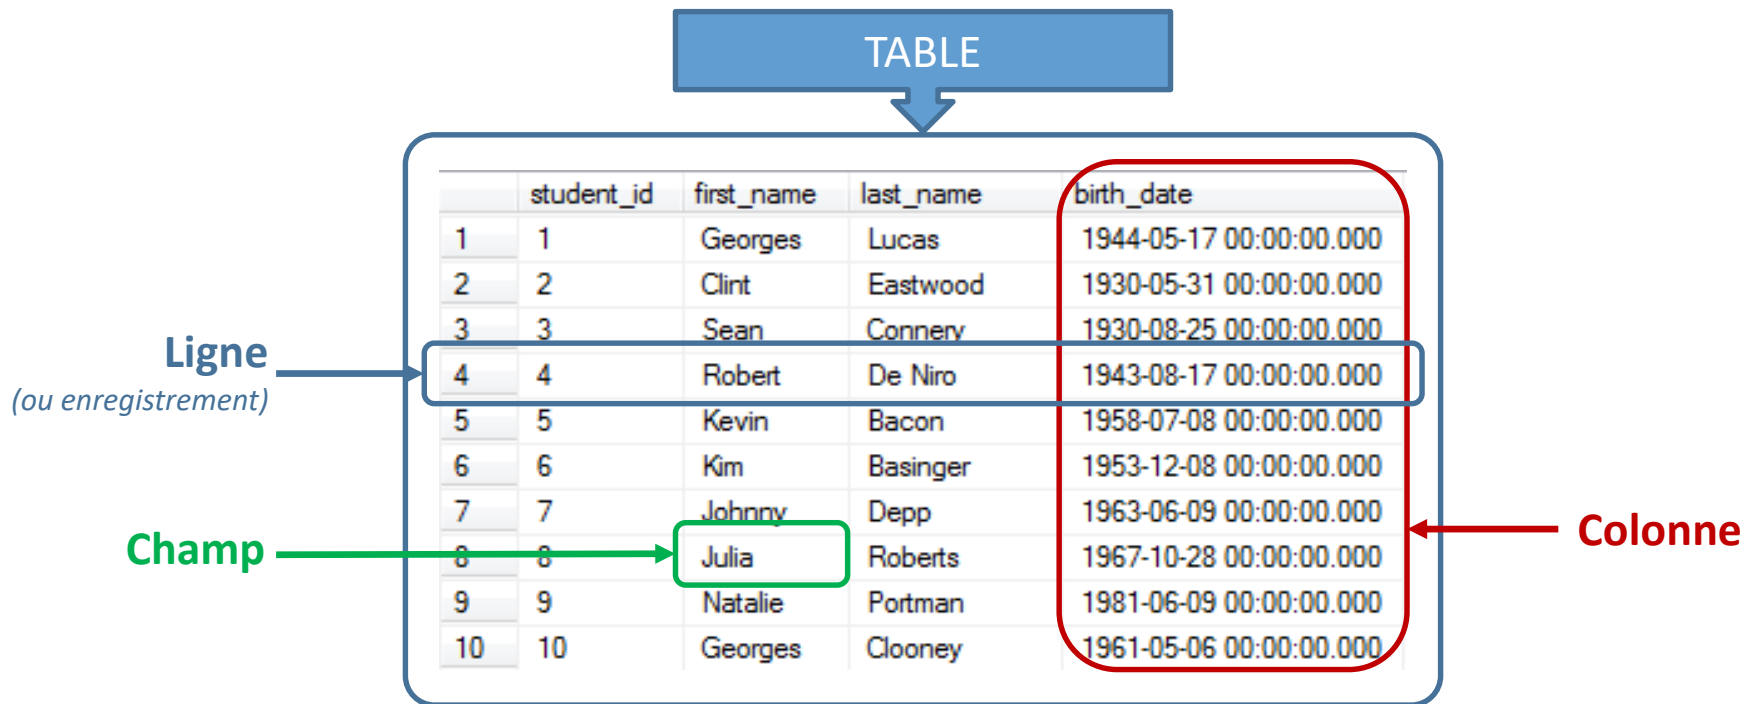 TABLE
student_id first_name last_name birth_date
1 1 Georges Lucas 1944-05-17 00:00:00.000
2 2 Clint Eastwood 1930-05-31 00:00:00.000
3 3 Sean Connery 1930-08-25 00:00:00.000
Ligne
4 4 Robert De Niro 1943-08-17 00:00:00.000
(ou enregistrement)
5 5 Kevin Bacon 1958-07-08 00:00:00.000
6 6 Kim Basinger 1953-12-08 00:00:00.000
7 7 Johnny Depp 1963-06-09 00:00:00.000
Colonne
Champ
8 8 Julia Roberts 1967-10-28 00:00:00.000
9 9 Natalie Portman 1981-06-09 00:00:00.000
10 10 Georges Clooney 1961-05-06 00:00:00.000